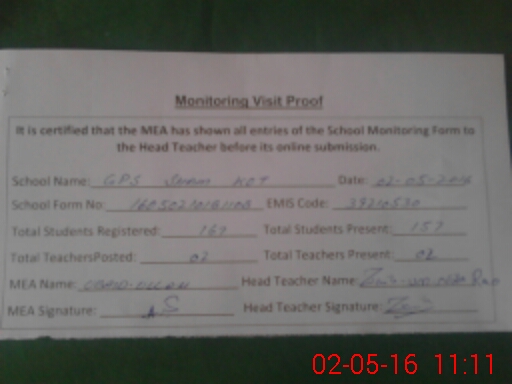 Monitoring Visit Proof
It is certified that the MEA has shown all entries of the School Monitoring Form to
the Head Teacher before its online submission.
School Name: GPS KOT Date: 02-05-2016
School Form No: EMIS Code: 39210530
Total Students Registered: 167 Total Students Present: 157
Total TeachersPosted: 02 Total Teachers Present: 02
MEA Name: Head Teacher Name:
MEA Signature: Head Teacher Signature:
02-05-16 11:11